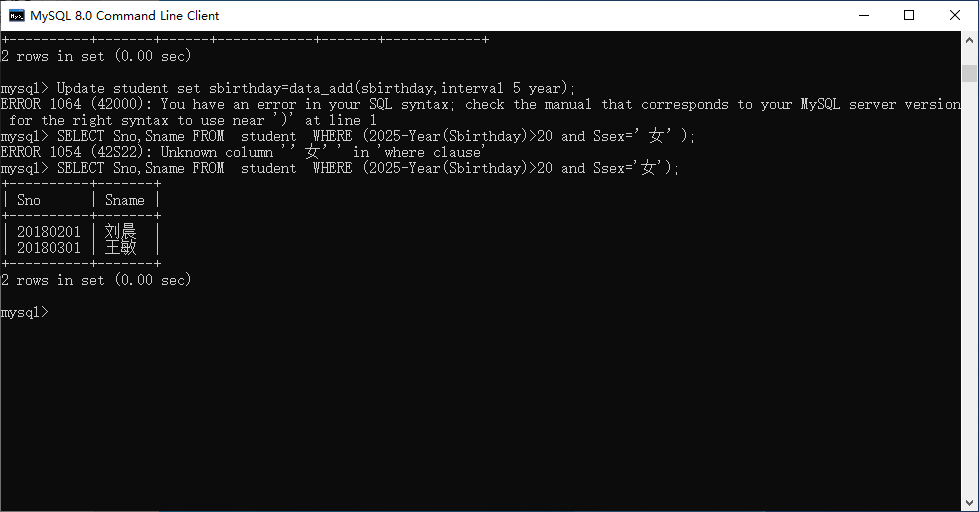 MySQL 8.0 Command Line Client
+----------+-------+------+------------+-------+------------+
2 rows in set (0.00 sec)
mysql> Update student set sbirthday=data_add(sbirthday,interval 5 year);
ERROR 1064 (42000): You have an error in your SQL syntax; check the manual that corresponds to your MySQL server version
 for the right syntax to use near ')' at line 1
mysql> SELECT Sno,Sname FROM  student  WHERE (2025-Year(Sbirthday)>20 and Ssex=‘女’);
ERROR 1054 (42S22): Unknown column '‘女’' in 'where clause'
mysql> SELECT Sno,Sname FROM  student  WHERE (2025-Year(Sbirthday)>20 and Ssex='女');
+----------+-------+
| Sno      | Sname |
+----------+-------+
| 20180201 | 刘晨  |
| 20180301 | 王敏  |
+----------+-------+
2 rows in set (0.00 sec)
mysql>